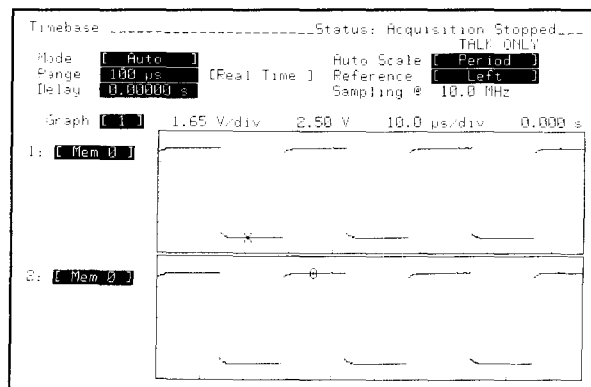 Timebase Status: Acquisition Stopped
TALK ONLY
Mode [ Auto ] Auto Scale [ Period ]
Range 100 µs [Real Time ] Reference [ Left ]
Delay 0.00000 s Sampling @ 10.0 MHz
Graph [ 1 ] 1.65 V/div 2.50 V 10.0 µs/div 0.000 s
1: [ Mem 0 ]
2: [ Mem 0 ]